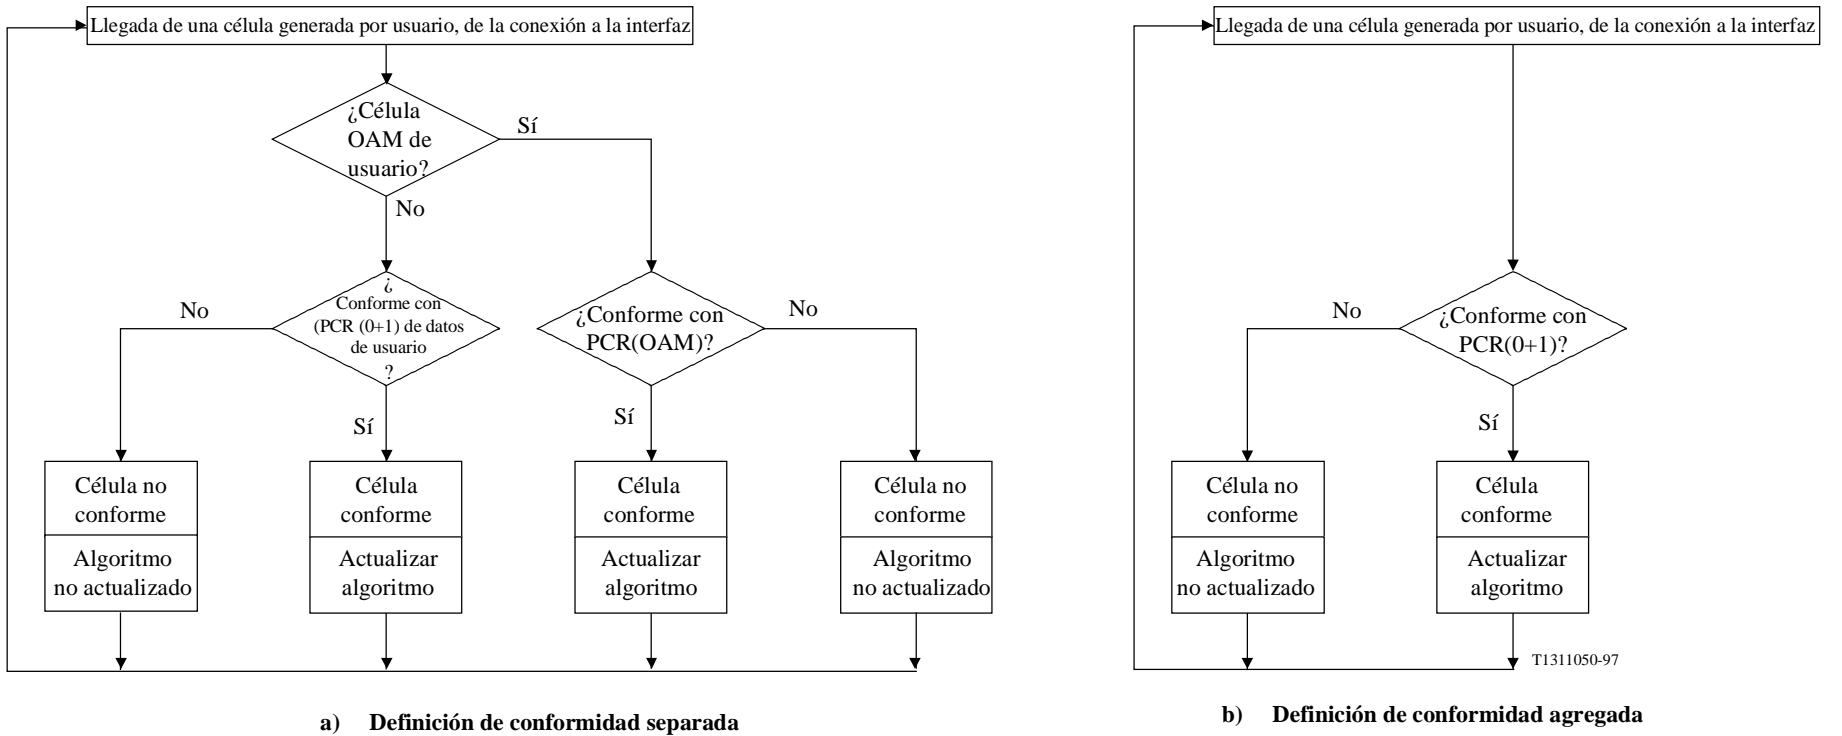 Llegada de una célula generada por usuario, de la conexión a la interfaz
¿Célula
OAM de
usuario?
Sí
No
¿
Conforme con
(PCR (0+1) de datos
de usuario
?
No
Sí
¿Conforme con
PCR(OAM)?
No
Sí
Célula no
conforme
Algoritmo
no actualizado
Célula
conforme
Actualizar
algoritmo
Célula
conforme
Actualizar
algoritmo
Célula no
conforme
Algoritmo
no actualizado
a) Definición de conformidad separada
Llegada de una célula generada por usuario, de la conexión a la interfaz
¿Conforme con
PCR(0+1)?
No
Sí
Célula no
conforme
Algoritmo
no actualizado
Célula
conforme
Actualizar
algoritmo
T1311050-97
b) Definición de conformidad agregada